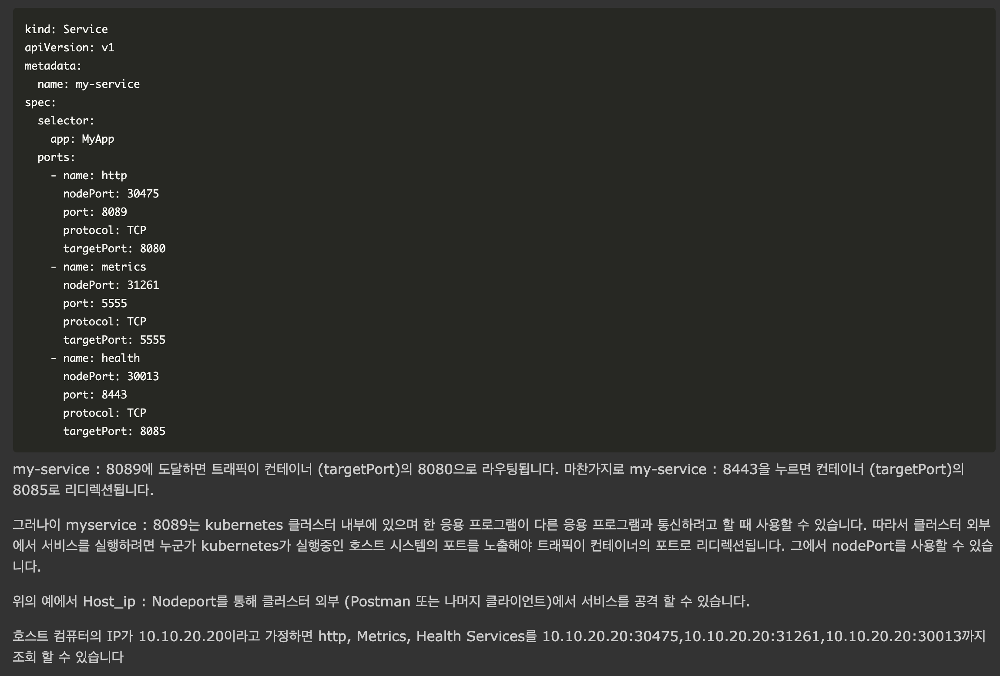 kind: Service
apiVersion: v1
metadata:
  name: my-service
spec:
  selector:
    app: MyApp
  ports:
    - name: http
      nodePort: 30475
      port: 8089
      protocol: TCP
      targetPort: 8080
    - name: metrics
      nodePort: 31261
      port: 5555
      protocol: TCP
      targetPort: 5555
    - name: health
      nodePort: 30013
      port: 8443
      protocol: TCP
      targetPort: 8085
my-service : 8089에 도달하면 트래픽이 컨테이너 (targetPort)의 8080으로 라우팅됩니다. 마찬가지로 my-service : 8443을 누르면 컨테이너 (targetPort)의
8085로 리디렉션됩니다.
그러나이 myservice : 8089는 kubernetes 클러스터 내부에 있으며 한 응용 프로그램이 다른 응용 프로그램과 통신하려고 할 때 사용할 수 있습니다. 따라서 클러스터 외부
에서 서비스를 실행하려면 누군가 kubernetes가 실행중인 호스트 시스템의 포트를 노출해야 트래픽이 컨테이너의 포트로 리디렉션됩니다. 그에서 nodePort를 사용할 수 있습
니다.
위의 예에서 Host_ip : Nodeport를 통해 클러스터 외부 (Postman 또는 나머지 클라이언트)에서 서비스를 공격 할 수 있습니다.
호스트 컴퓨터의 IP가 10.10.20.20이라고 가정하면 http, Metrics, Health Services를 10.10.20.20:30475,10.10.20.20:31261,10.10.20.20:30013까지
조회 할 수 있습니다